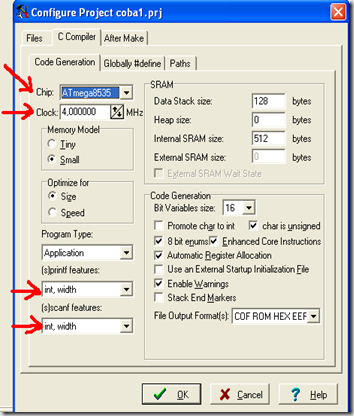 Configure Project coba1.prj
Files C Compiler After Make
Code Generation Globally #define Paths
Chip: ATmega8535
Clock: 4,000000 MHz
Memory Model
Tiny
Small
Optimize for
Size
Speed
Program Type:
Application
(s)printf features:
int, width
(s)scanf features:
int, width
SRAM
Data Stack size: 128 bytes
Heap size: 0 bytes
Internal SRAM size: 512 bytes
External SRAM size: 0 bytes
External SRAM Wait State
Code Generation
Bit Variables size: 16
Promote char to int char is unsigned
8 bit enums Enhanced Core Instructions
Automatic Register Allocation
Use an External Startup Initialization File
Enable Warnings
Stack End Markers
File Output Format(s): COF ROM HEX EEF
OK Cancel ? Help